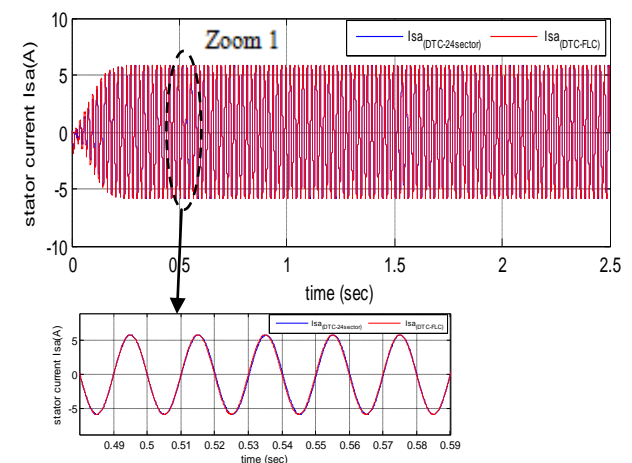 Zoom 1
Isa(DTC-24sector) Isa(DTC-FLC)
stator current Isa(A)
10
5
0
-5
-10
0 0.5 1 1.5 2 2.5
time (sec)
Isa(DTC-24sector) Isa(DTC-FLC)
stator current Isa(A)
5
0
-5
0.49 0.5 0.51 0.52 0.53 0.54 0.55 0.56 0.57 0.58 0.59
time (sec)